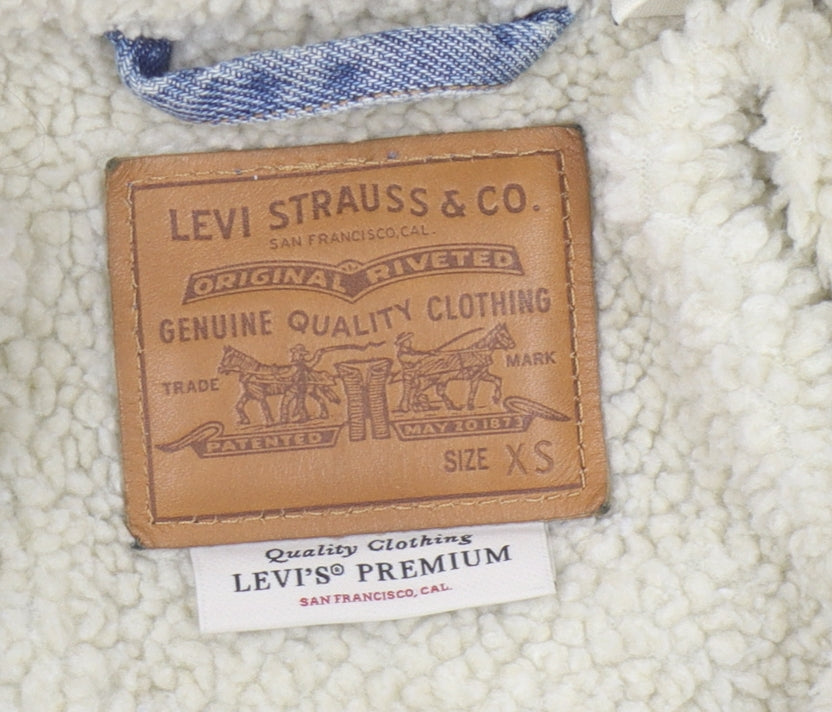 LEVI STRAUSS & CO.
SAN FRANCISCO, CAL.
ORIGINAL RIVETED
GENUINE QUALITY CLOTHING
TRADE MARK
PATENTED MAY 20 1873
SIZE XS
Quality Clothing
LEVI'S® PREMIUM
SAN FRANCISCO, CAL.